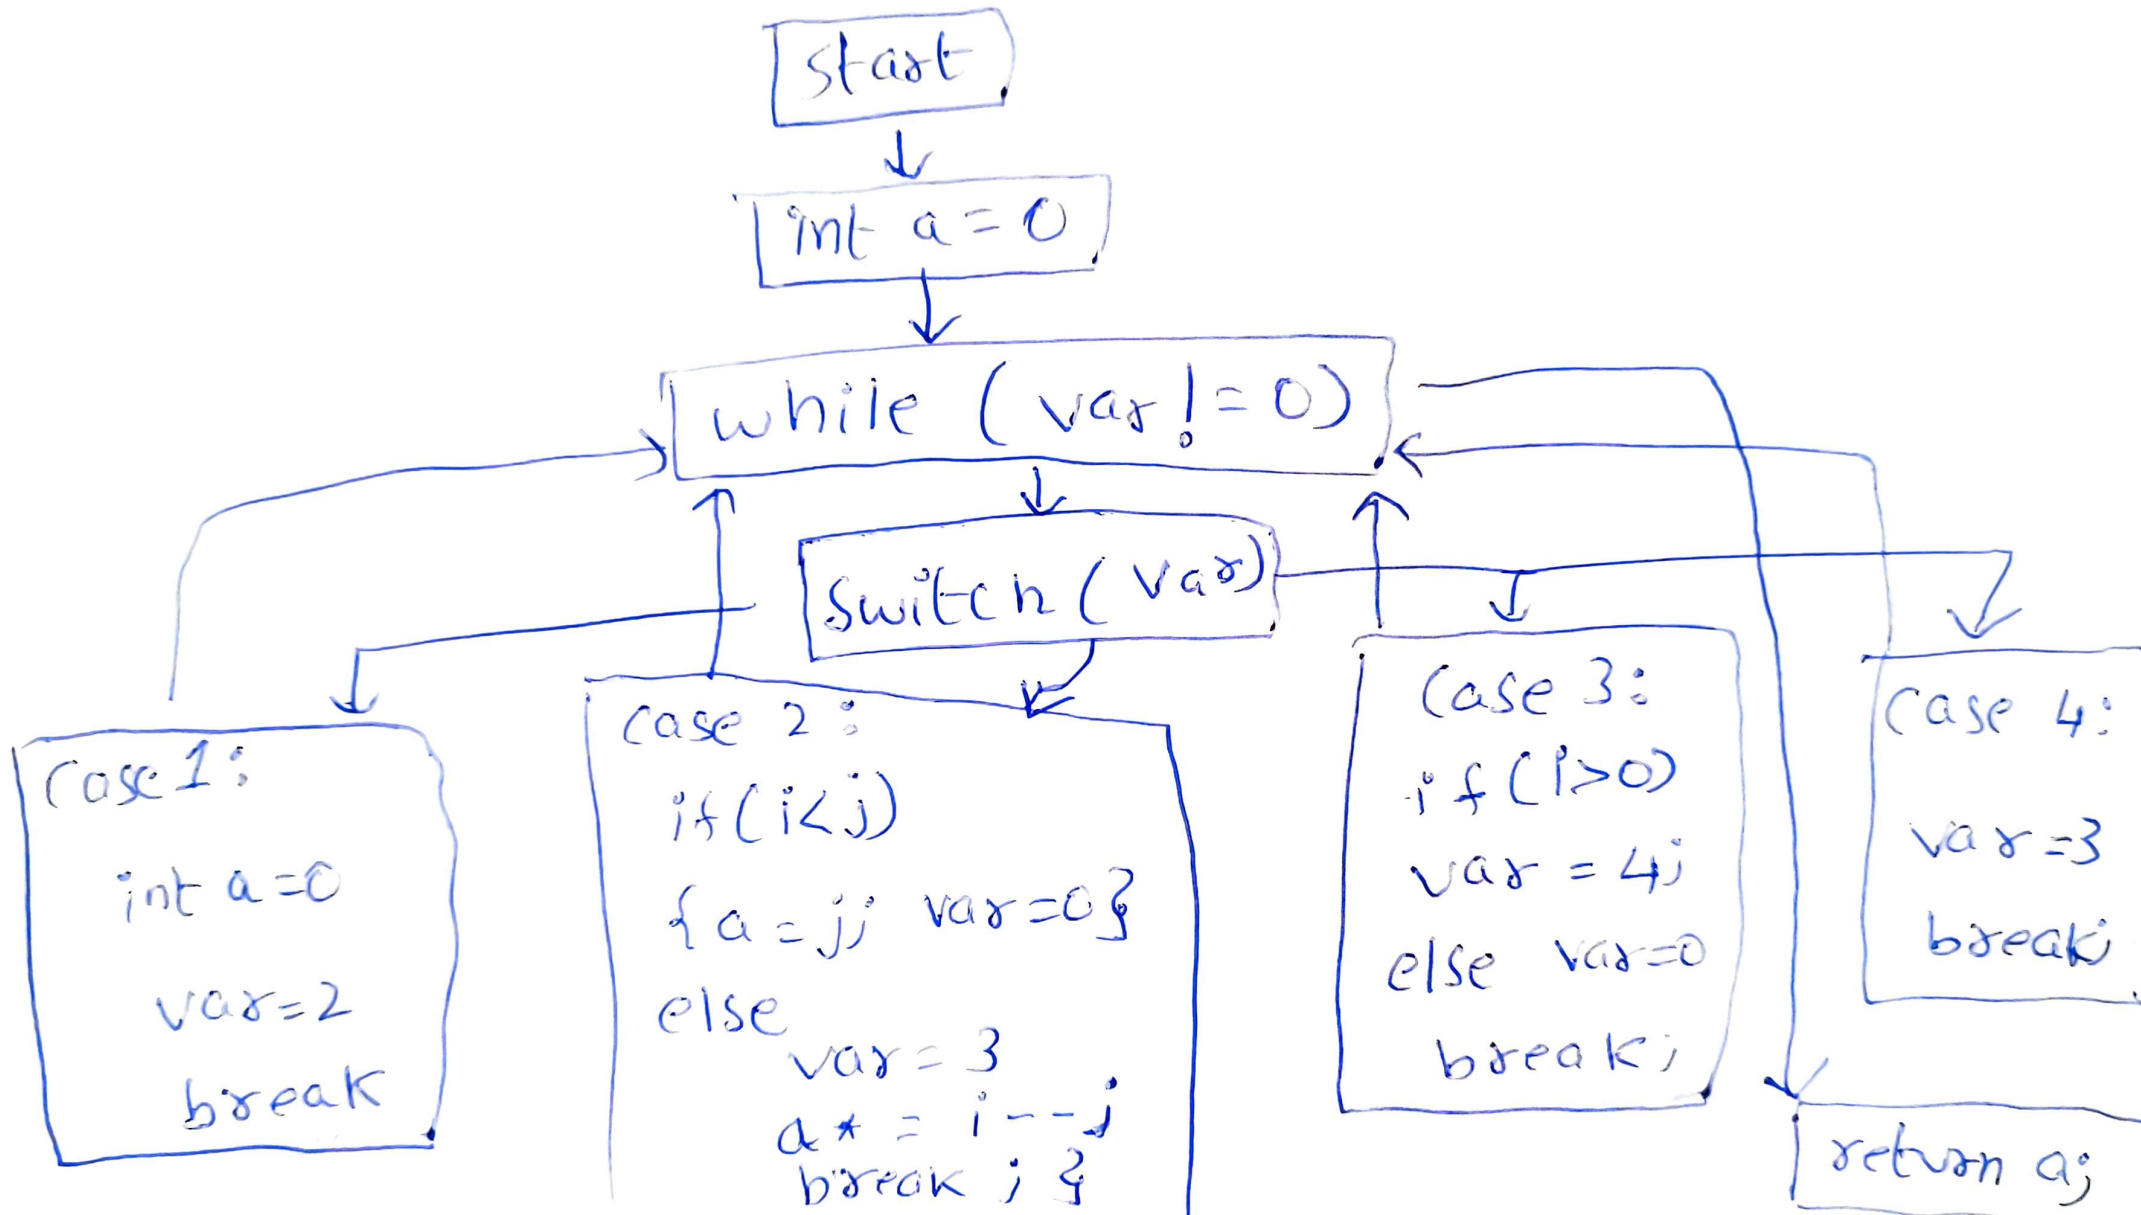 start
int a = 0
while ( var != 0)
switch ( var)
case 1:
int a =0
var=2
break
case 2:
if(i<j)
{a = j; var=0}
else
var = 3
a* = i--j
break ; }
case 3:
if (i>0)
var = 4;
else var=0
break;
case 4:
var =3
break;
return a;